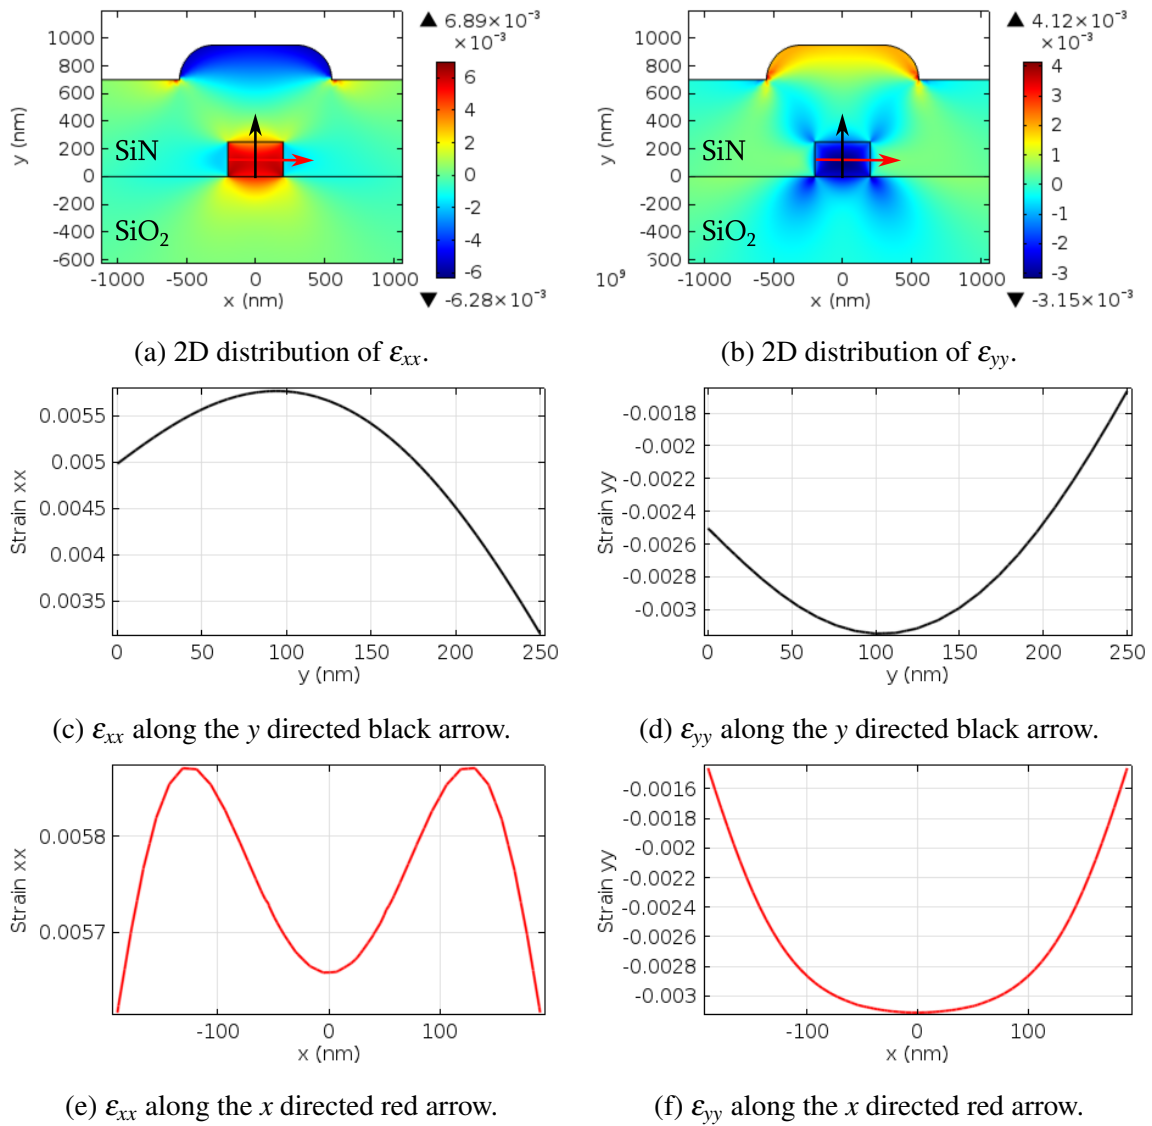 ▲ 6.89×10⁻³
×10⁻³
1000
800
600
400
200
0
-200
-400
-600
y (nm)
SiN
SiO₂
-1000 -500 0 500 1000
x (nm)
6
4
2
0
-2
-4
-6
▼ -6.28×10⁻³
(a) 2D distribution of εxx.
▲ 4.12×10⁻³
×10⁻³
1000
800
600
400
200
0
-200
-400
500
y (nm)
SiN
SiO₂
10⁹
-1000 -500 0 500 1000
x (nm)
4
3
2
1
0
-1
-2
-3
▼ -3.15×10⁻³
(b) 2D distribution of εyy.
0.0055
0.005
0.0045
0.004
0.0035
Strain xx
0 50 100 150 200 250
y (nm)
(c) εxx along the y directed black arrow.
-0.0018
-0.002
-0.0022
-0.0024
-0.0026
-0.0028
-0.003
Strain yy
0 50 100 150 200 250
y (nm)
(d) εyy along the y directed black arrow.
0.0058
0.0057
Strain xx
-100 0 100
x (nm)
(e) εxx along the x directed red arrow.
-0.0016
-0.0018
-0.002
-0.0022
-0.0024
-0.0026
-0.0028
-0.003
Strain yy
-100 0 100
x (nm)
(f) εyy along the x directed red arrow.